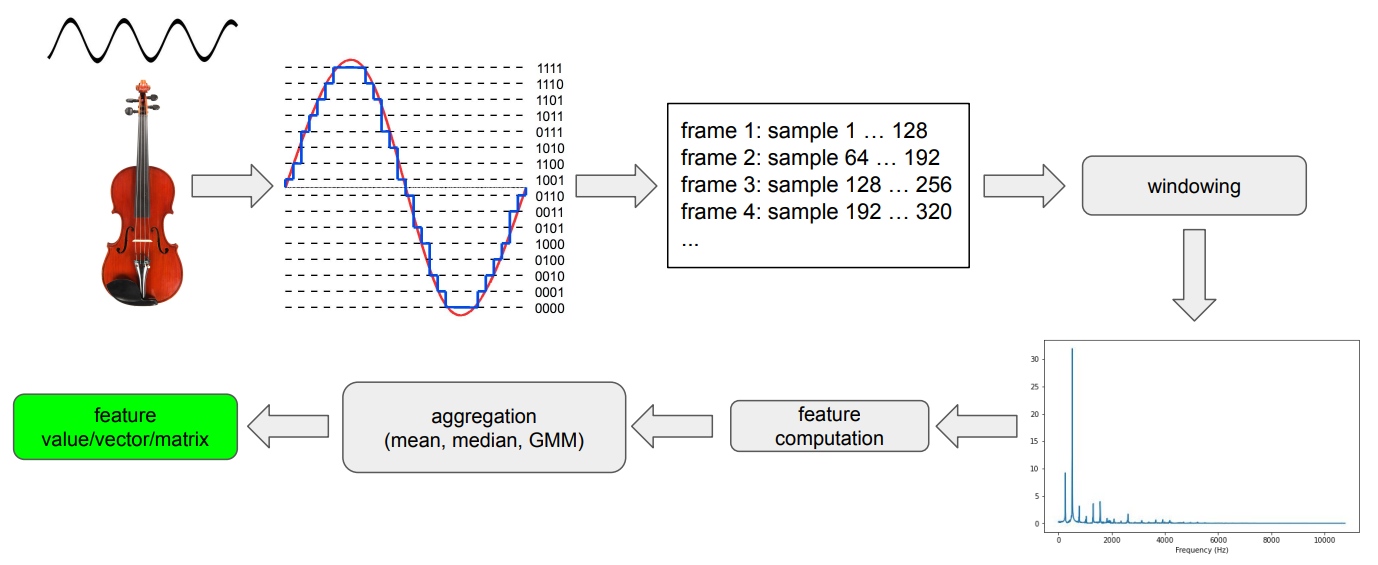 1111
1110
1101
1011
0111
1010
1100
1001
0110
0011
0101
1000
0100
0010
0001
0000
frame 1: sample 1 … 128
frame 2: sample 64 … 192
frame 3: sample 128 … 256
frame 4: sample 192 … 320
...
windowing
30
25
20
15
10
5
0
0 2000 4000 6000 8000 10000
Frequency (Hz)
feature
computation
aggregation
(mean, median, GMM)
feature
value/vector/matrix